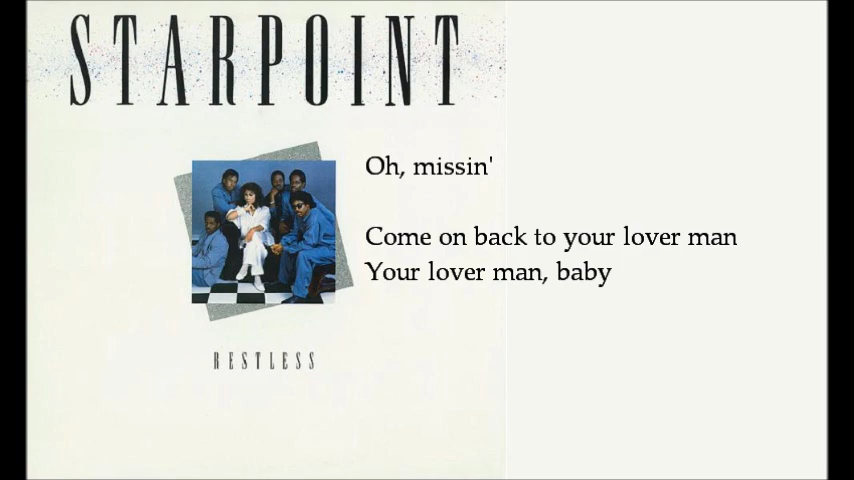 STARPOINT
Oh, missin'
Come on back to your lover man
Your lover man, baby
RESTLESS